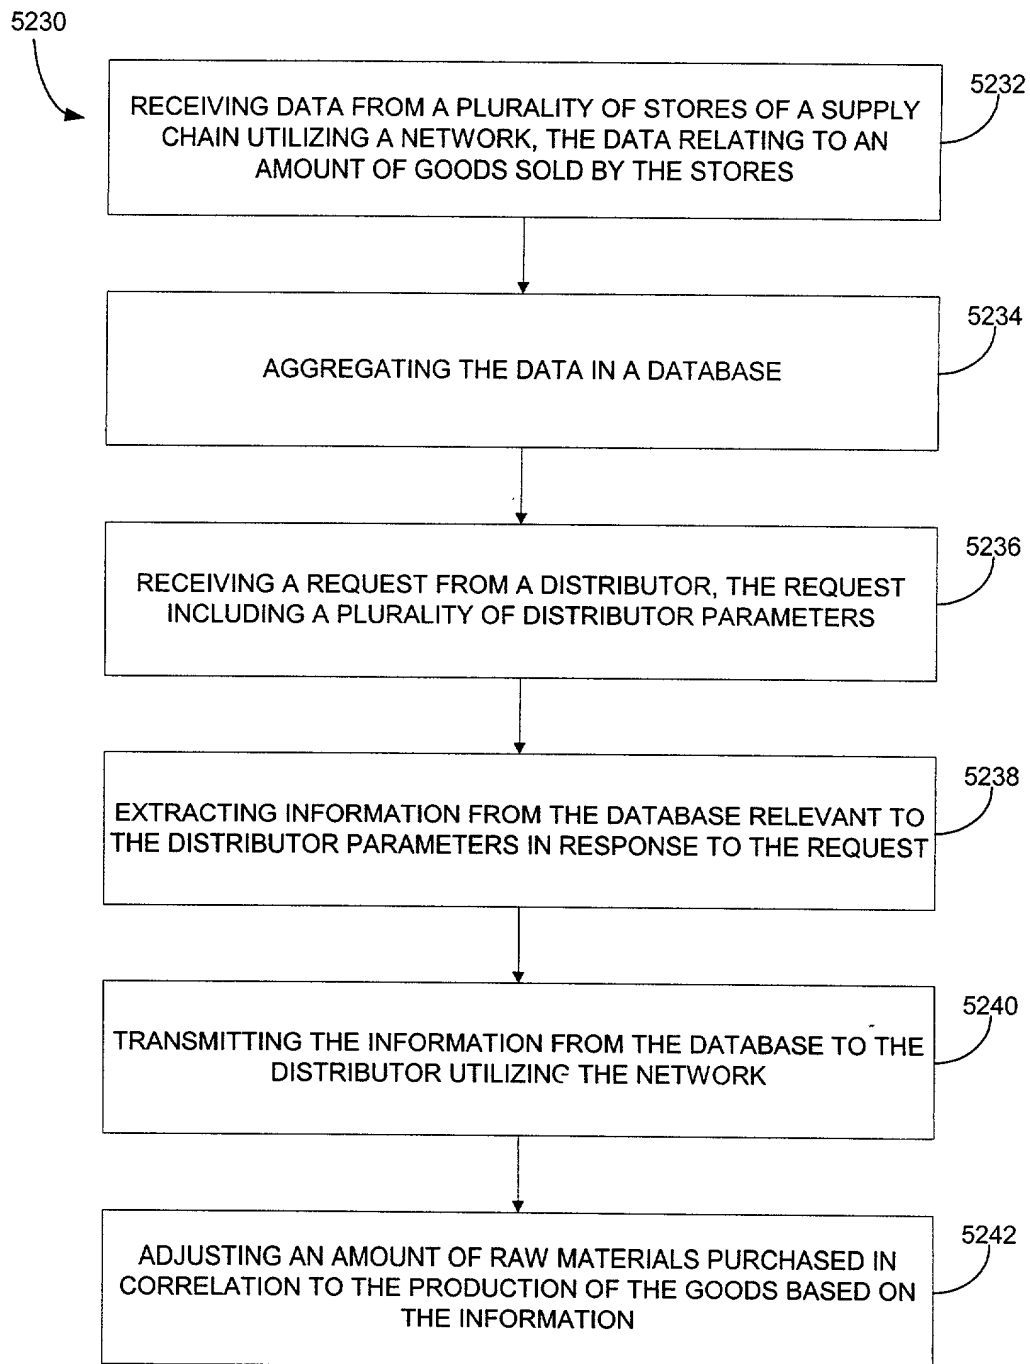 5230
RECEIVING DATA FROM A PLURALITY OF STORES OF A SUPPLY
CHAIN UTILIZING A NETWORK, THE DATA RELATING TO AN
AMOUNT OF GOODS SOLD BY THE STORES
5232
AGGREGATING THE DATA IN A DATABASE
5234
RECEIVING A REQUEST FROM A DISTRIBUTOR, THE REQUEST
INCLUDING A PLURALITY OF DISTRIBUTOR PARAMETERS
5236
EXTRACTING INFORMATION FROM THE DATABASE RELEVANT TO
THE DISTRIBUTOR PARAMETERS IN RESPONSE TO THE REQUEST
5238
TRANSMITTING THE INFORMATION FROM THE DATABASE TO THE
DISTRIBUTOR UTILIZING THE NETWORK
5240
ADJUSTING AN AMOUNT OF RAW MATERIALS PURCHASED IN
CORRELATION TO THE PRODUCTION OF THE GOODS BASED ON
THE INFORMATION
5242